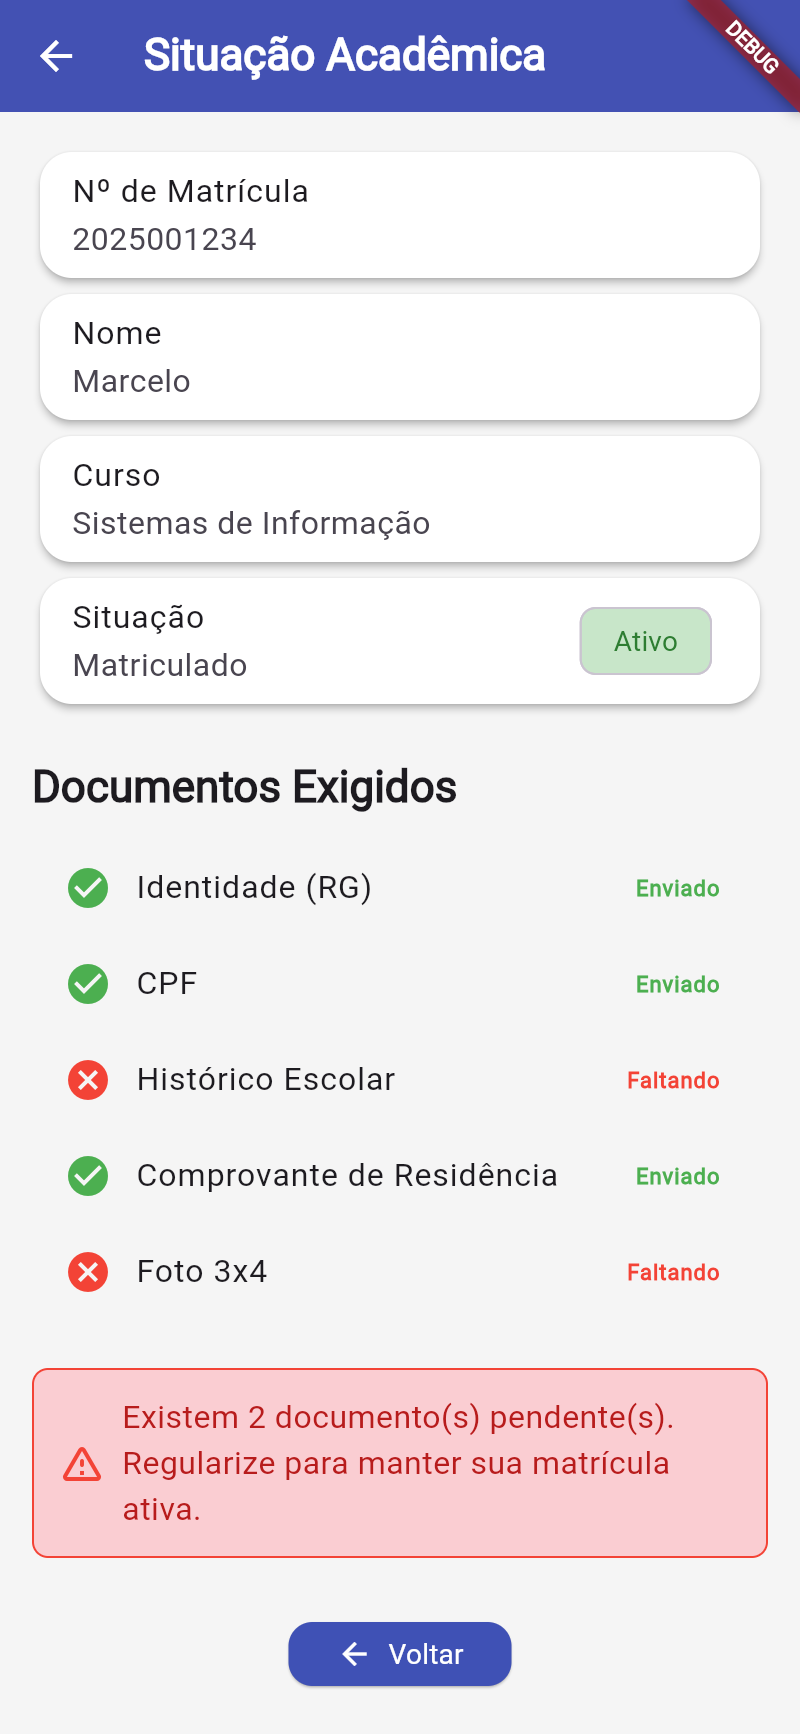 Situação Acadêmica
DEBUG
Nº de Matrícula
2025001234
Nome
Marcelo
Curso
Sistemas de Informação
Situação
Matriculado
Ativo
Documentos Exigidos
Identidade (RG) Enviado
CPF Enviado
Histórico Escolar Faltando
Comprovante de Residência Enviado
Foto 3x4 Faltando
Existem 2 documento(s) pendente(s).
Regularize para manter sua matrícula
ativa.
Voltar